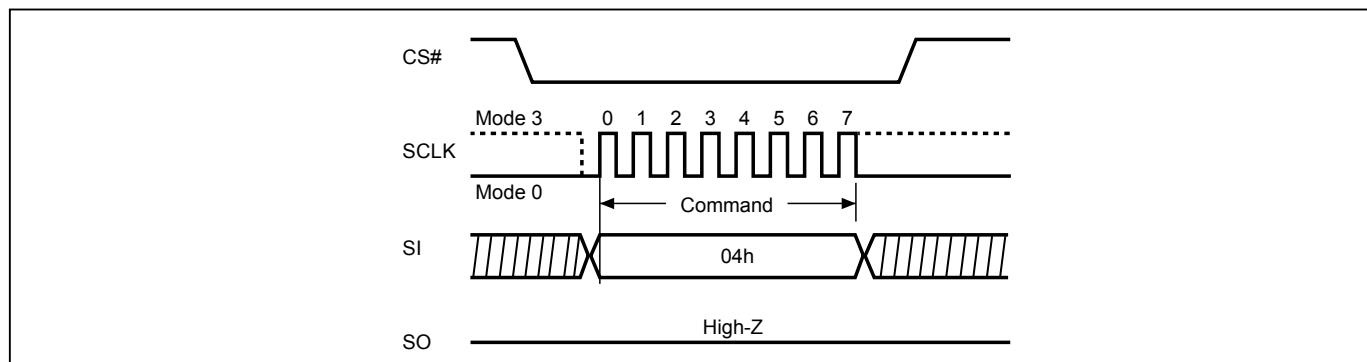 CS#
Mode 3 0 1 2 3 4 5 6 7
SCLK
Mode 0
Command
SI 04h
High-Z
SO